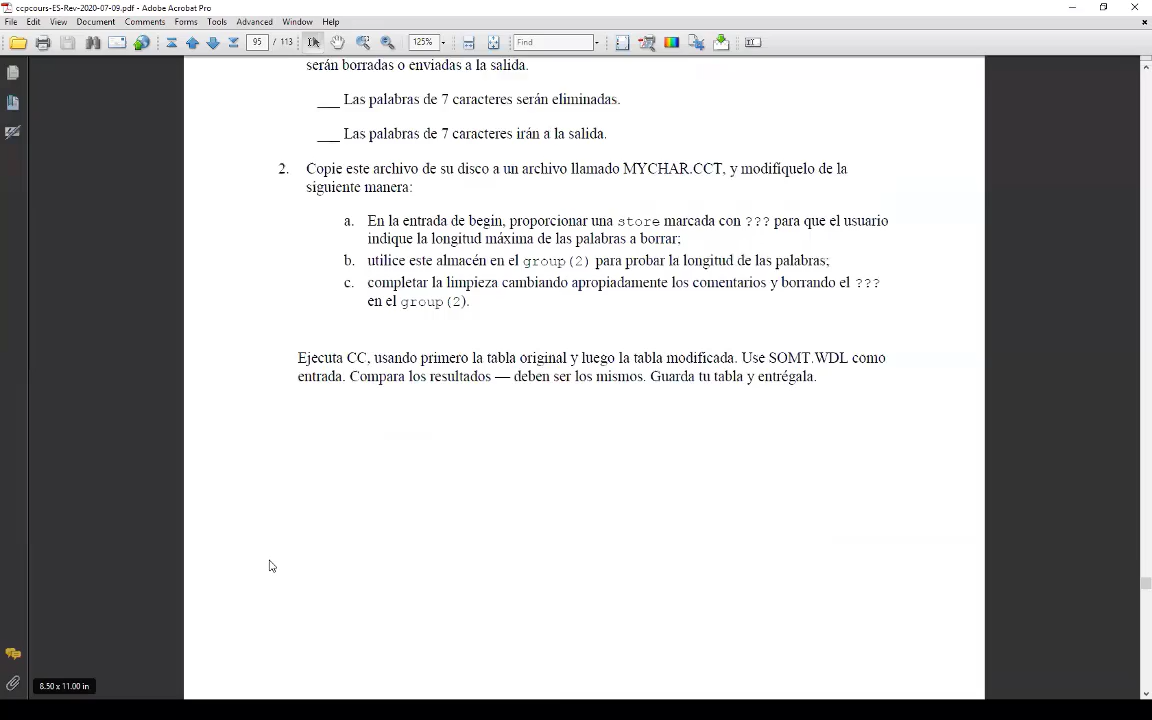 ccpcours-ES-Rev-2020-07-09.pdf - Adobe Acrobat Pro
File Edit View Document Comments Forms Tools Advanced Window Help
95 / 113 125% Find
serán borradas o enviadas a la salida.
___ Las palabras de 7 caracteres serán eliminadas.
___ Las palabras de 7 caracteres irán a la salida.
2. Copie este archivo de su disco a un archivo llamado MYCHAR.CCT, y modifíquelo de la
siguiente manera:
a. En la entrada de begin, proporcionar una store marcada con ??? para que el usuario
indique la longitud máxima de las palabras a borrar;
b. utilice este almacén en el group(2) para probar la longitud de las palabras;
c. completar la limpieza cambiando apropiadamente los comentarios y borrando el ???
en el group(2).
Ejecuta CC, usando primero la tabla original y luego la tabla modificada. Use SOMT.WDL como
entrada. Compara los resultados — deben ser los mismos. Guarda tu tabla y entrégala.
8.50 x 11.00 in